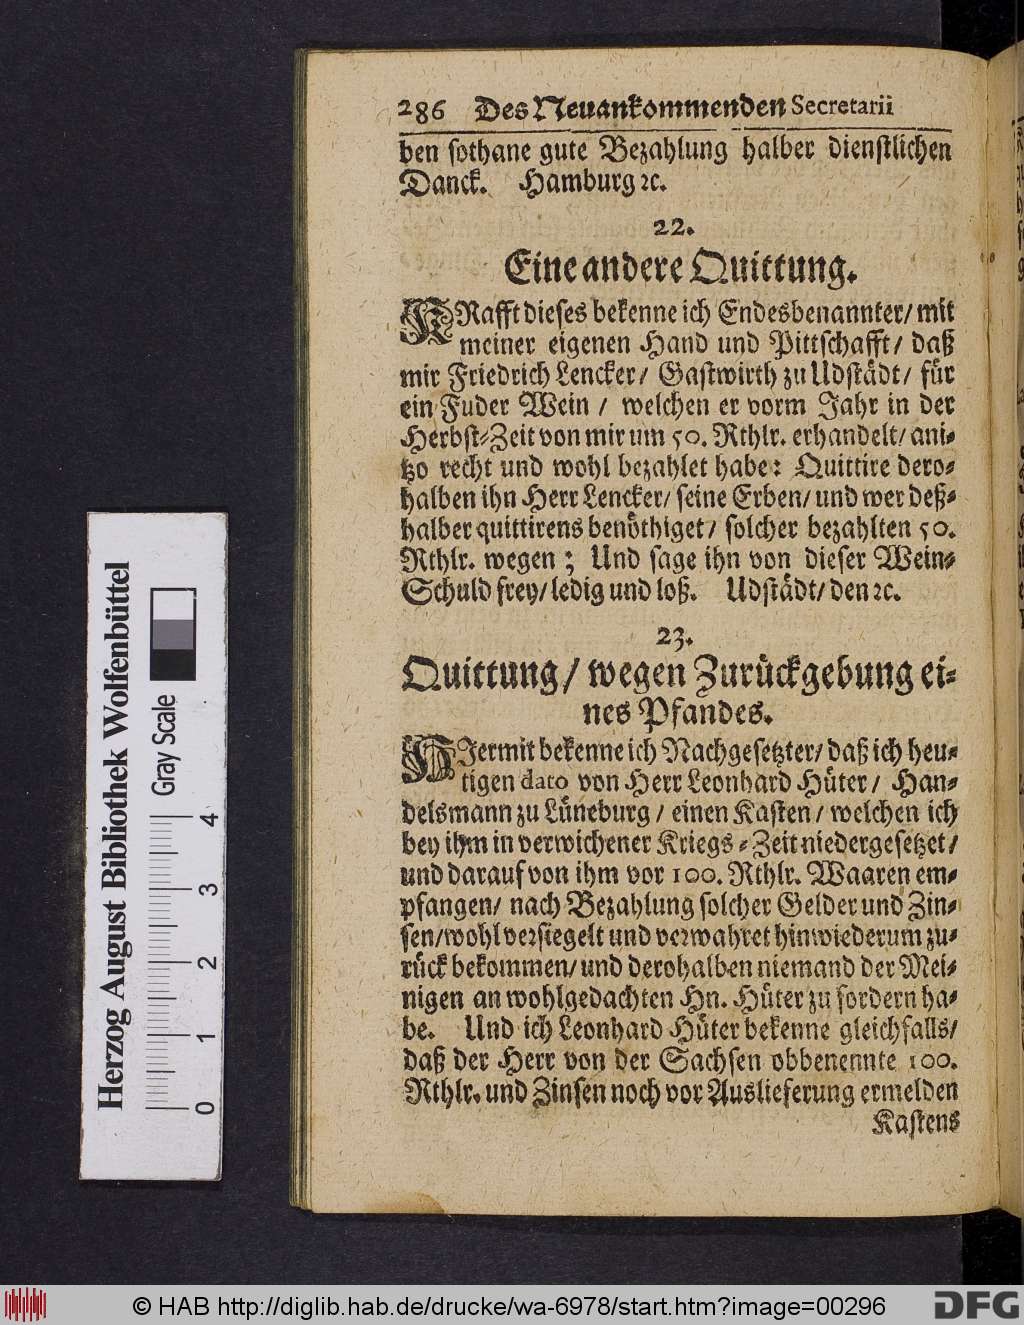 286 Des Neuankommenden Secretarii
den sothane gute Bezahlung halber dienstlichen
Danck. Hamburg ꝛc.
22.
Eine andere Quittung.
KRafft dieses bekenne ich Endesbenannter/ mit
meiner eigenen Hand und Pittschafft/ daß
mir Friedrich Lencker/ Gastwirth zu Udstädt/ für
ein Fuder Wein / welchen er vorm Jahr in der
Herbst-Zeit von mir um 50. Rthlr. erhandelt/ ani-
tzo recht und wohl bezahlet habe: Quittire dero-
halben ihn Herr Lencker/ seine Erben/ und wer deß-
halber quittirens benöthiget/ solcher bezahlten 50.
Rthlr. wegen ; Und sage ihn von dieser Wein-
Schuld frey/ ledig und loß. Udstädt/ den ꝛc.
23.
Quittung / wegen Zurückgebung ei-
nes Pfandes.
HIermit bekenne ich Nachgesetzter/ daß ich heu-
tigen dato von Herr Leonhard Hüter / Han-
delsmann zu Lüneburg / einen Kasten / welchen ich
bey ihm in verwichener Kriegs-Zeit niedergesetzet/
und darauf von ihm vor 100. Rthlr. Waaren em-
pfangen/ nach Bezahlung solcher Gelder und Zin-
sen/wohl versiegelt und verwahret hinwiederum zu-
rück bekommen/ und derohalben niemand der Mei-
nigen an wohlgedachten Hn. Hüter zu fordern ha-
be. Und ich Leonhard Hüter bekenne gleichfalls/
daß der Herr von der Sachsen obbenennte 100.
Rthlr. und Zinsen noch vor Auslieferung ermelden
Kastens
Herzog August Bibliothek Wolfenbüttel
Gray Scale
0 1 2 3 4
© HAB http://diglib.hab.de/drucke/wa-6978/start.htm?image=00296
DFG